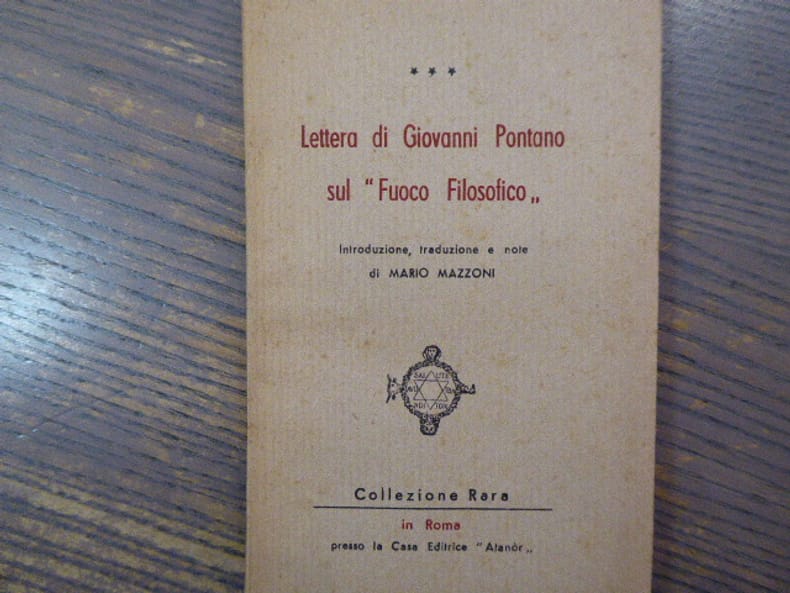 * * *
Lettera di Giovanni Pontano
sul "Fuoco Filosofico„
Introduzione, traduzione e note
di MARIO MAZZONI
Collezione Rara
in Roma
presso la Casa Editrice "Atanòr„